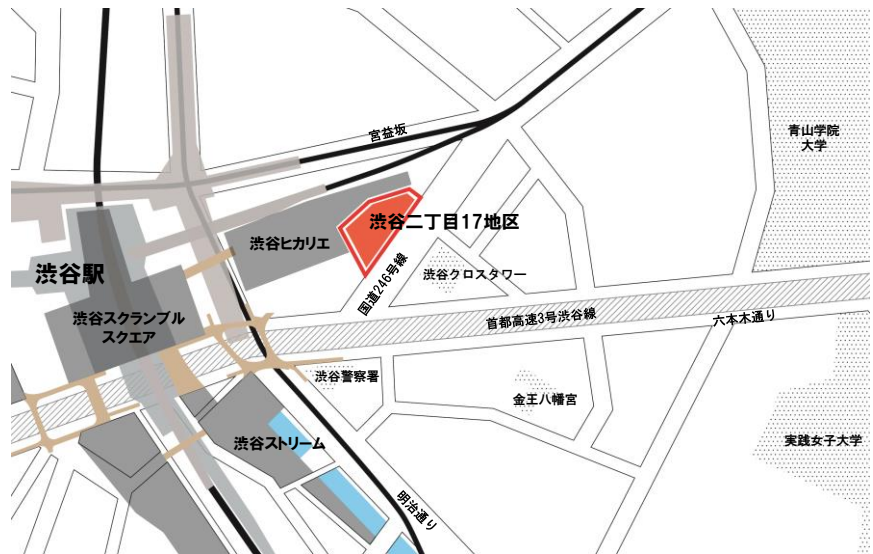 宮益坂
青山学院
大学
渋谷二丁目17地区
渋谷ヒカリエ
渋谷駅
国道246号線
渋谷クロスタワー
渋谷スクランブル
スクエア
首都高速3号渋谷線
六本木通り
渋谷警察署
金王八幡宮
渋谷ストリーム
実践女子大学
明治通り